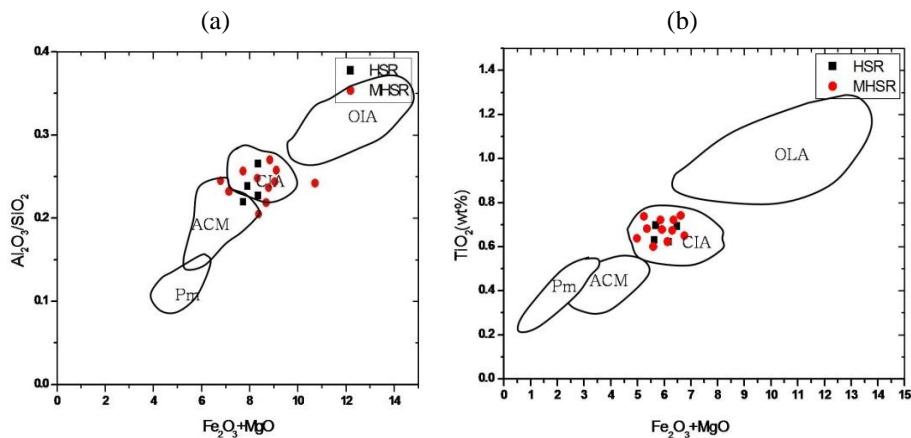 (a)
0.4
0.3
0.2
0.1
0.0
Al₂O₃/SIO₂
HSR
MHSR
OIA
CIA
ACM
Pm
0 2 4 6 8 10 12 14
Fe₂O₃+MgO
(b)
1.4
1.2
1.0
0.8
0.6
0.4
0.2
0.0
TIO₂(wt%)
HSR
MHSR
OLA
CIA
ACM
Pm
0 1 2 3 4 5 6 7 8 9 10 11 12 13 14 15
Fe₂O₃+MgO